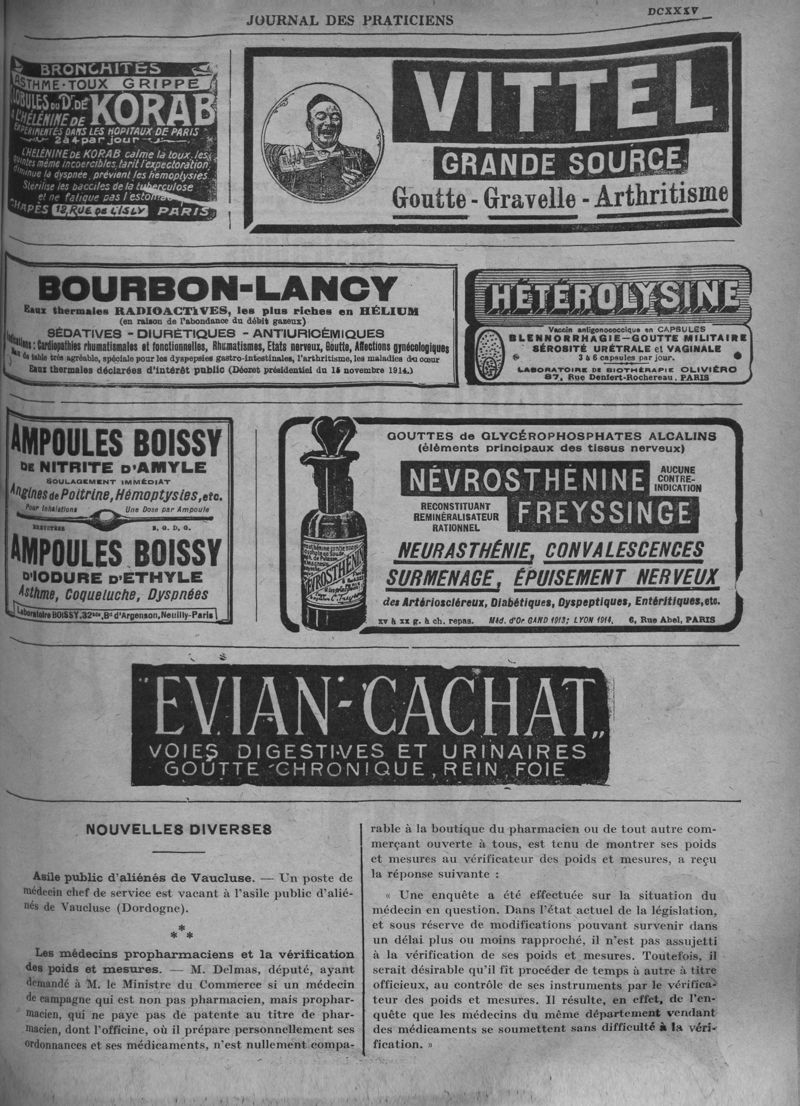 JOURNAL DES PRATICIENS
DCXXXV
BRONCHITES
ASTHME·TOUX GRIPPE
GLOBULES DU Dr. DE
L'HÉLÉNINE DE KORAB
EXPÉRIMENTÉS DANS LES HOPITAUX DE PARIS
2 à 4 par jour
L'HÉLÉNINE DE KORAB calme la toux, les
quintes même incoercibles, tarit l'expectoration
diminue la dyspnée, prévient les hémoptysies.
Stérilise les bacilles de la tuberculose
et ne fatigue pas l'estomac
CHAPÈS 12, RUE DE L'ISLY PARIS
VITTEL
GRANDE SOURCE
Goutte - Gravelle - Arthritisme
BOURBON-LANCY
Eaux thermales RADIOACTIVES, les plus riches en HÉLIUM
(en raison de l'abondance du débit gazeux)
SÉDATIVES - DIURÉTIQUES - ANTIURICÉMIQUES
Indications : Cardiopathies rhumatismales et fonctionnelles, Rhumatismes, Etats nerveux, Goutte, Affections gynécologiques
Eau de table très agréable, spéciale pour les dyspepsies gastro-intestinales, l'arthritisme, les maladies du cœur
Eaux thermales déclarées d'intérêt public (Décret présidentiel du 15 novembre 1914.)
HÉTÉROLYSINE
Vaccin antigonococcique en CAPSULES
BLENNORRHAGIE-GOUTTE MILITAIRE
SÉROSITÉ URÉTRALE et VAGINALE
3 à 6 capsules par jour.
LABORATOIRE DE BIOTHÉRAPIE OLIVIÉRO
87, Rue Denfert-Rochereau, PARIS
AMPOULES BOISSY
DE NITRITE D'AMYLE
SOULAGEMENT IMMÉDIAT
Angines de Poitrine, Hémoptysies, etc.
Pour Inhalations Une Dose par Ampoule
BREVETÉES S. G. D. G.
AMPOULES BOISSY
D'IODURE D'ETHYLE
Asthme, Coqueluche, Dyspnées
Laboratoire BOISSY, 32bis, Bd d'Argenson, Neuilly-Paris
GOUTTES de GLYCÉROPHOSPHATES ALCALINS
(éléments principaux des tissus nerveux)
NÉVROSTHÉNINE
AUCUNE
CONTRE-
INDICATION
RECONSTITUANT
REMINÉRALISATEUR
RATIONNEL
FREYSSINGE
NEURASTHÉNIE, CONVALESCENCES
SURMENAGE, ÉPUISEMENT NERVEUX
des Artérioscléreux, Diabétiques, Dyspeptiques, Entéritiques, etc.
XV à XX g. à ch. repas. Méd. d'Or GAND 1913; LYON 1914. 6, Rue Abel, PARIS
"EVIAN-CACHAT"
VOIES DIGESTIVES ET URINAIRES
GOUTTE CHRONIQUE, REIN, FOIE
NOUVELLES DIVERSES
Asile public d'aliénés de Vaucluse. — Un poste de
médecin chef de service est vacant à l'asile public d'alié-
nés de Vaucluse (Dordogne).
* * *
Les médecins propharmaciens et la vérification
des poids et mesures. — M. Delmas, député, ayant
demandé à M. le Ministre du Commerce si un médecin
de campagne qui est non pas pharmacien, mais prophar-
macien, qui ne paye pas de patente au titre de phar-
macien, dont l'officine, où il prépare personnellement ses
ordonnances et ses médicaments, n'est nullement compa-
rable à la boutique du pharmacien ou de tout autre com-
merçant ouverte à tous, est tenu de montrer ses poids
et mesures au vérificateur des poids et mesures, a reçu
la réponse suivante :
« Une enquête a été effectuée sur la situation du
médecin en question. Dans l'état actuel de la législation,
et sous réserve de modifications pouvant survenir dans
un délai plus ou moins rapproché, il n'est pas assujetti
à la vérification de ses poids et mesures. Toutefois, il
serait désirable qu'il fit procéder de temps à autre à titre
officieux, au contrôle de ses instruments par le vérifica-
teur des poids et mesures. Il résulte, en effet, de l'en-
quête que les médecins du même département vendant
des médicaments se soumettent sans difficulté à la véri-
fication. »